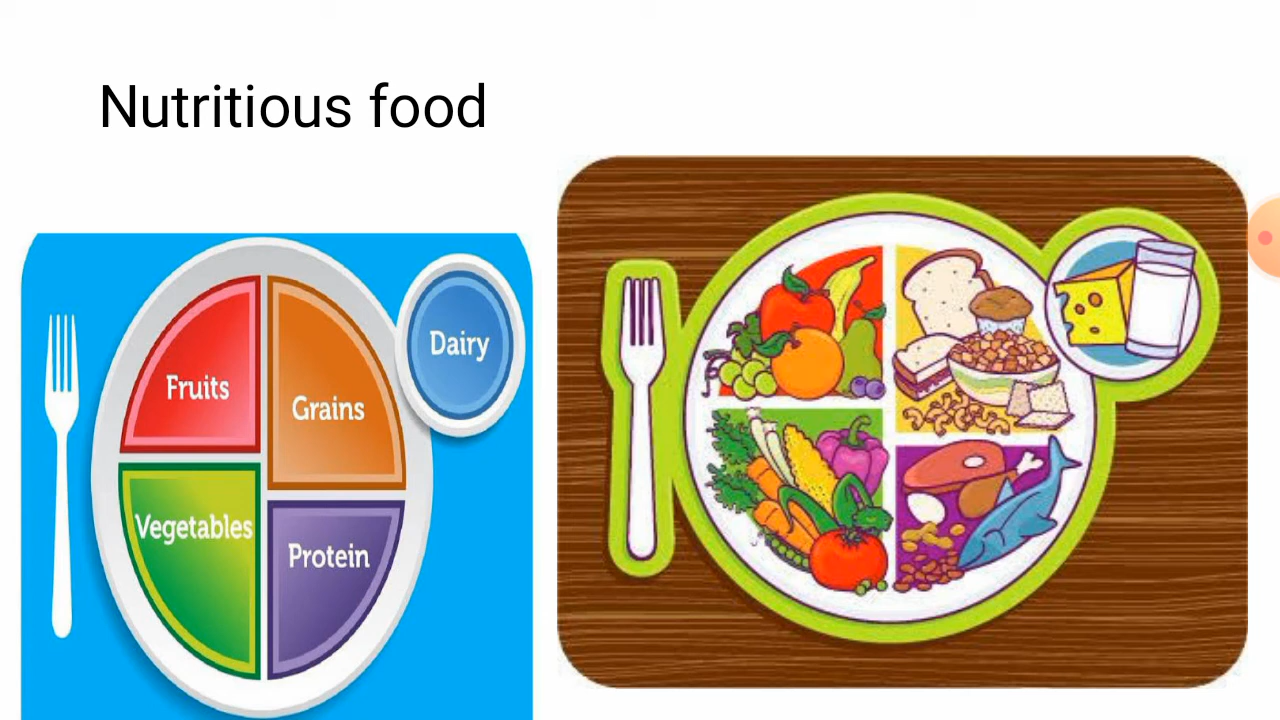 Nutritious food
Dairy
Fruits
Grains
Vegetables
Protein